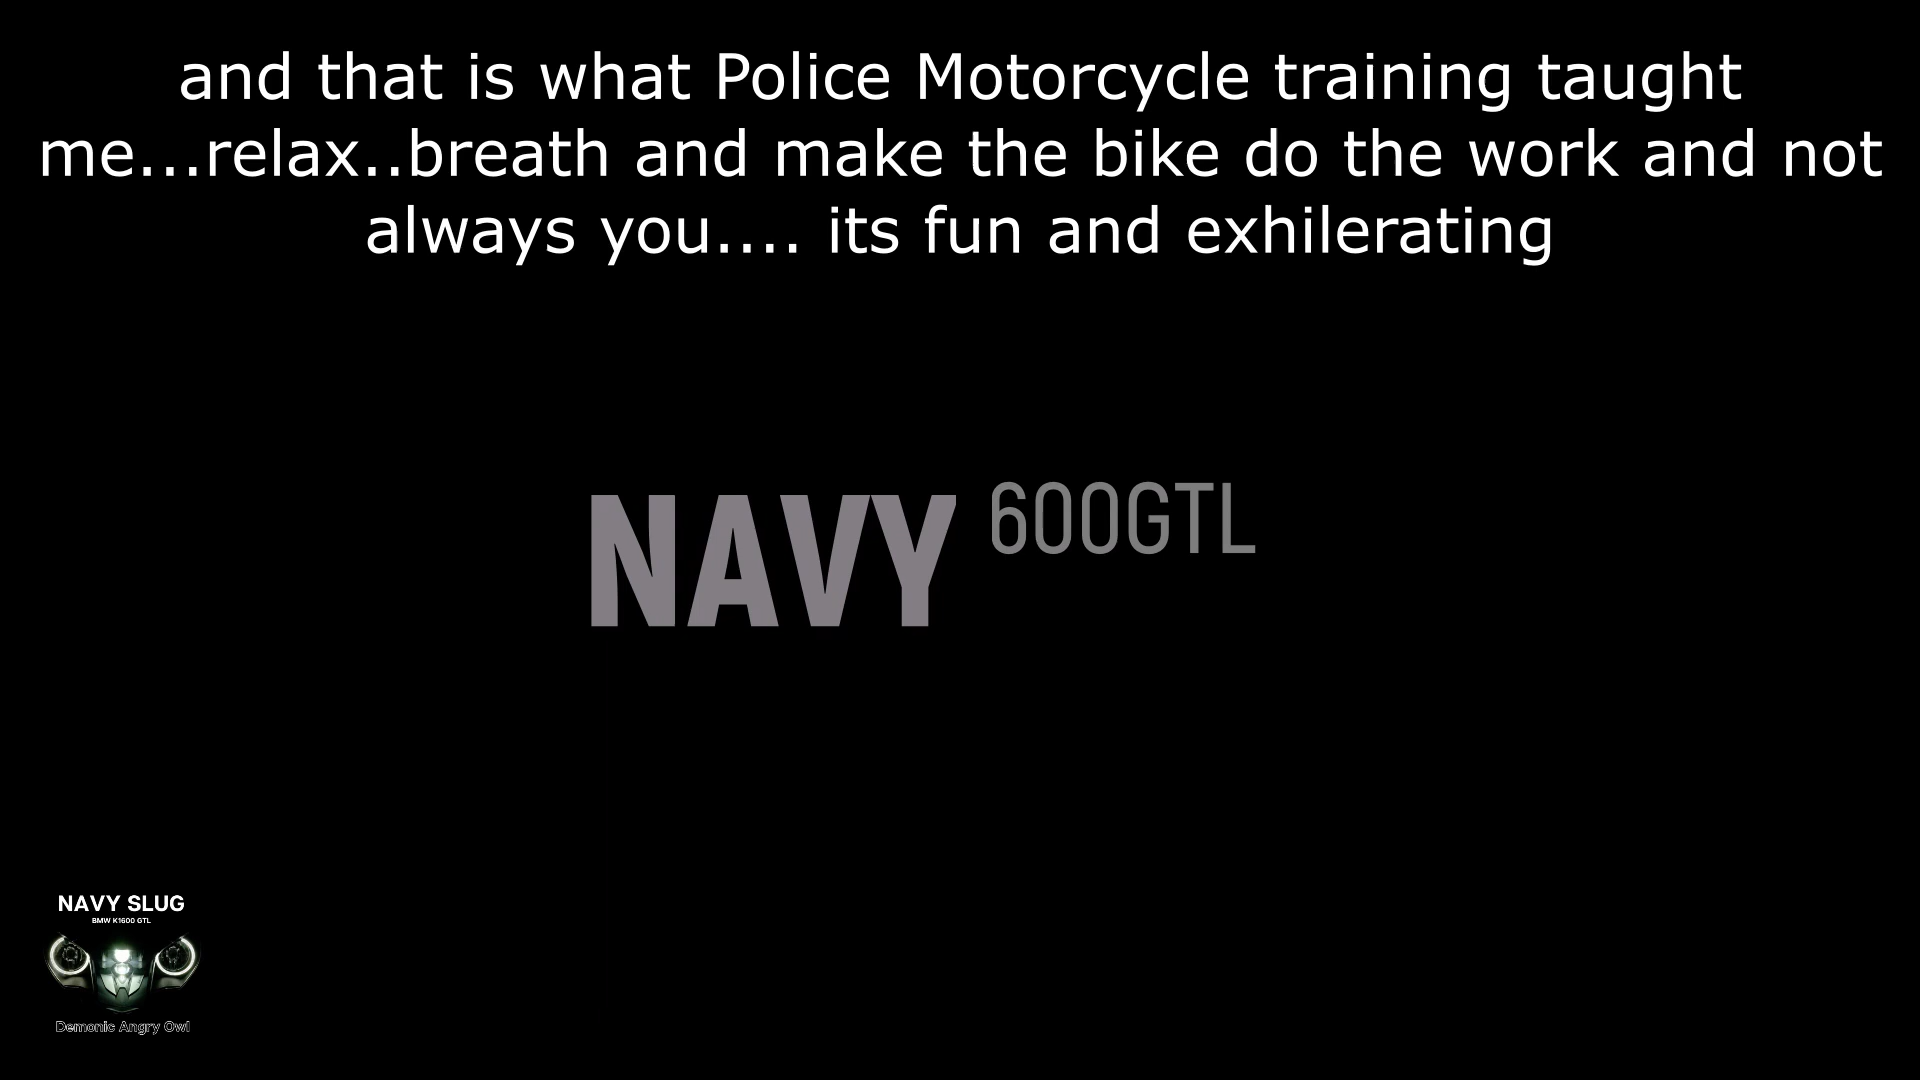 and that is what Police Motorcycle training taught
me...relax..breath and make the bike do the work and not
always you.... its fun and exhilerating
NAVY 600GTL
NAVY SLUG
BMW K1600 GTL
Demonic Angry Owl